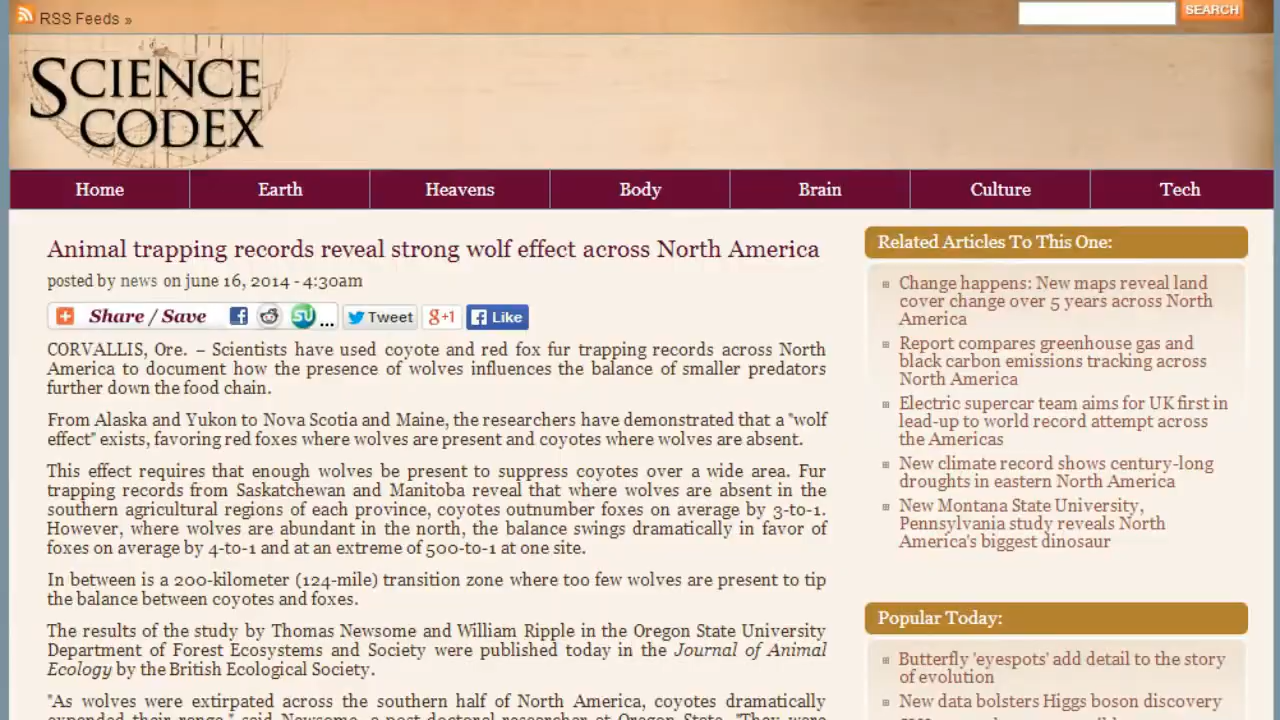 RSS Feeds »
SEARCH
SCIENCE
CODEX
Home
Earth
Heavens
Body
Brain
Culture
Tech
Animal trapping records reveal strong wolf effect across North America
posted by news on june 16, 2014 - 4:30am
Share / Save
...
Tweet
g+1
Like
CORVALLIS, Ore. – Scientists have used coyote and red fox fur trapping records across North
America to document how the presence of wolves influences the balance of smaller predators
further down the food chain.
From Alaska and Yukon to Nova Scotia and Maine, the researchers have demonstrated that a "wolf
effect" exists, favoring red foxes where wolves are present and coyotes where wolves are absent.
This effect requires that enough wolves be present to suppress coyotes over a wide area. Fur
trapping records from Saskatchewan and Manitoba reveal that where wolves are absent in the
southern agricultural regions of each province, coyotes outnumber foxes on average by 3-to-1.
However, where wolves are abundant in the north, the balance swings dramatically in favor of
foxes on average by 4-to-1 and at an extreme of 500-to-1 at one site.
In between is a 200-kilometer (124-mile) transition zone where too few wolves are present to tip
the balance between coyotes and foxes.
The results of the study by Thomas Newsome and William Ripple in the Oregon State University
Department of Forest Ecosystems and Society were published today in the Journal of Animal
Ecology by the British Ecological Society.
"As wolves were extirpated across the southern half of North America, coyotes dramatically
expanded their range," said Newsome, a post-doctoral researcher at Oregon State. "They were
Related Articles To This One:
Change happens: New maps reveal land
cover change over 5 years across North
America
Report compares greenhouse gas and
black carbon emissions tracking across
North America
Electric supercar team aims for UK first in
lead-up to world record attempt across
the Americas
New climate record shows century-long
droughts in eastern North America
New Montana State University,
Pennsylvania study reveals North
America's biggest dinosaur
Popular Today:
Butterfly 'eyespots' add detail to the story
of evolution
New data bolsters Higgs boson discovery